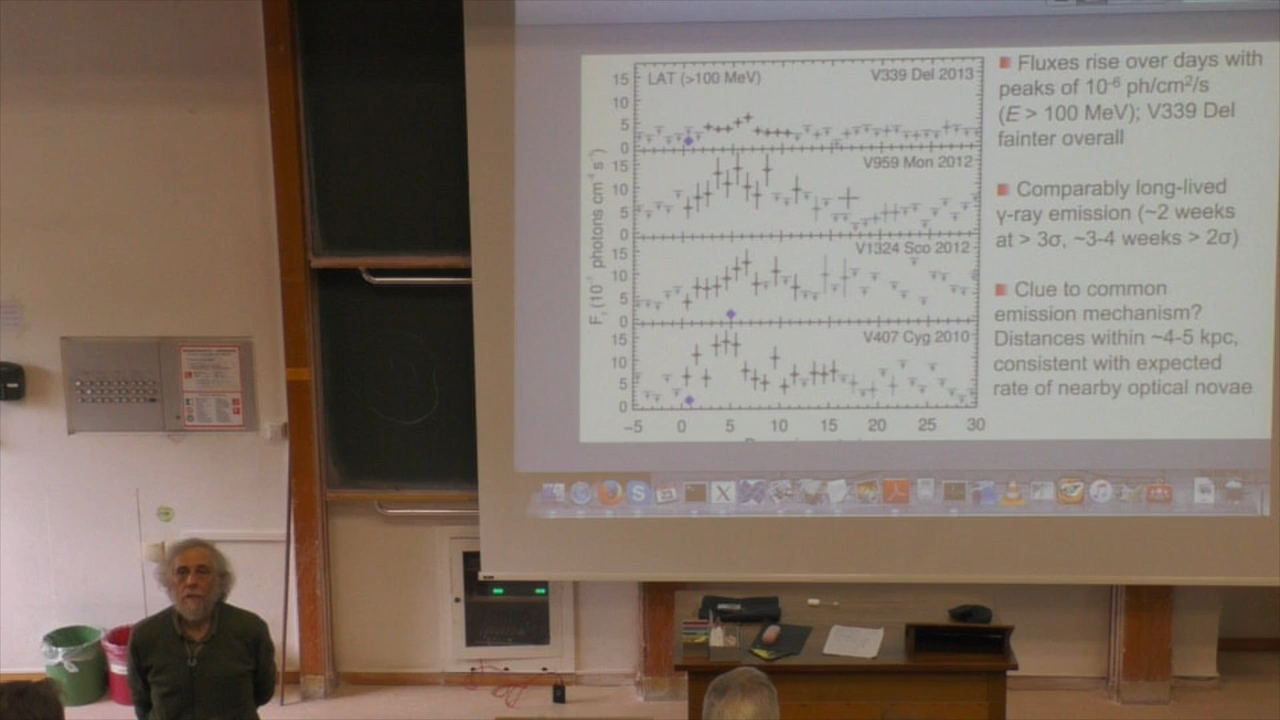 LAT (>100 MeV)
V339 Del 2013
V959 Mon 2012
V1324 Sco 2012
V407 Cyg 2010
15
10
5
0
15
10
5
0
15
10
5
0
15
10
5
0
−5 0 5 10 15 20 25 30
photons cm⁻² s⁻¹)
Fluxes rise over days with
peaks of 10⁻⁶ ph/cm²/s
(E > 100 MeV); V339 Del
fainter overall
Comparably long-lived
γ-ray emission (~2 weeks
at > 3σ, ~3-4 weeks > 2σ)
Clue to common
emission mechanism?
Distances within ~4-5 kpc,
consistent with expected
rate of nearby optical novae
X
S